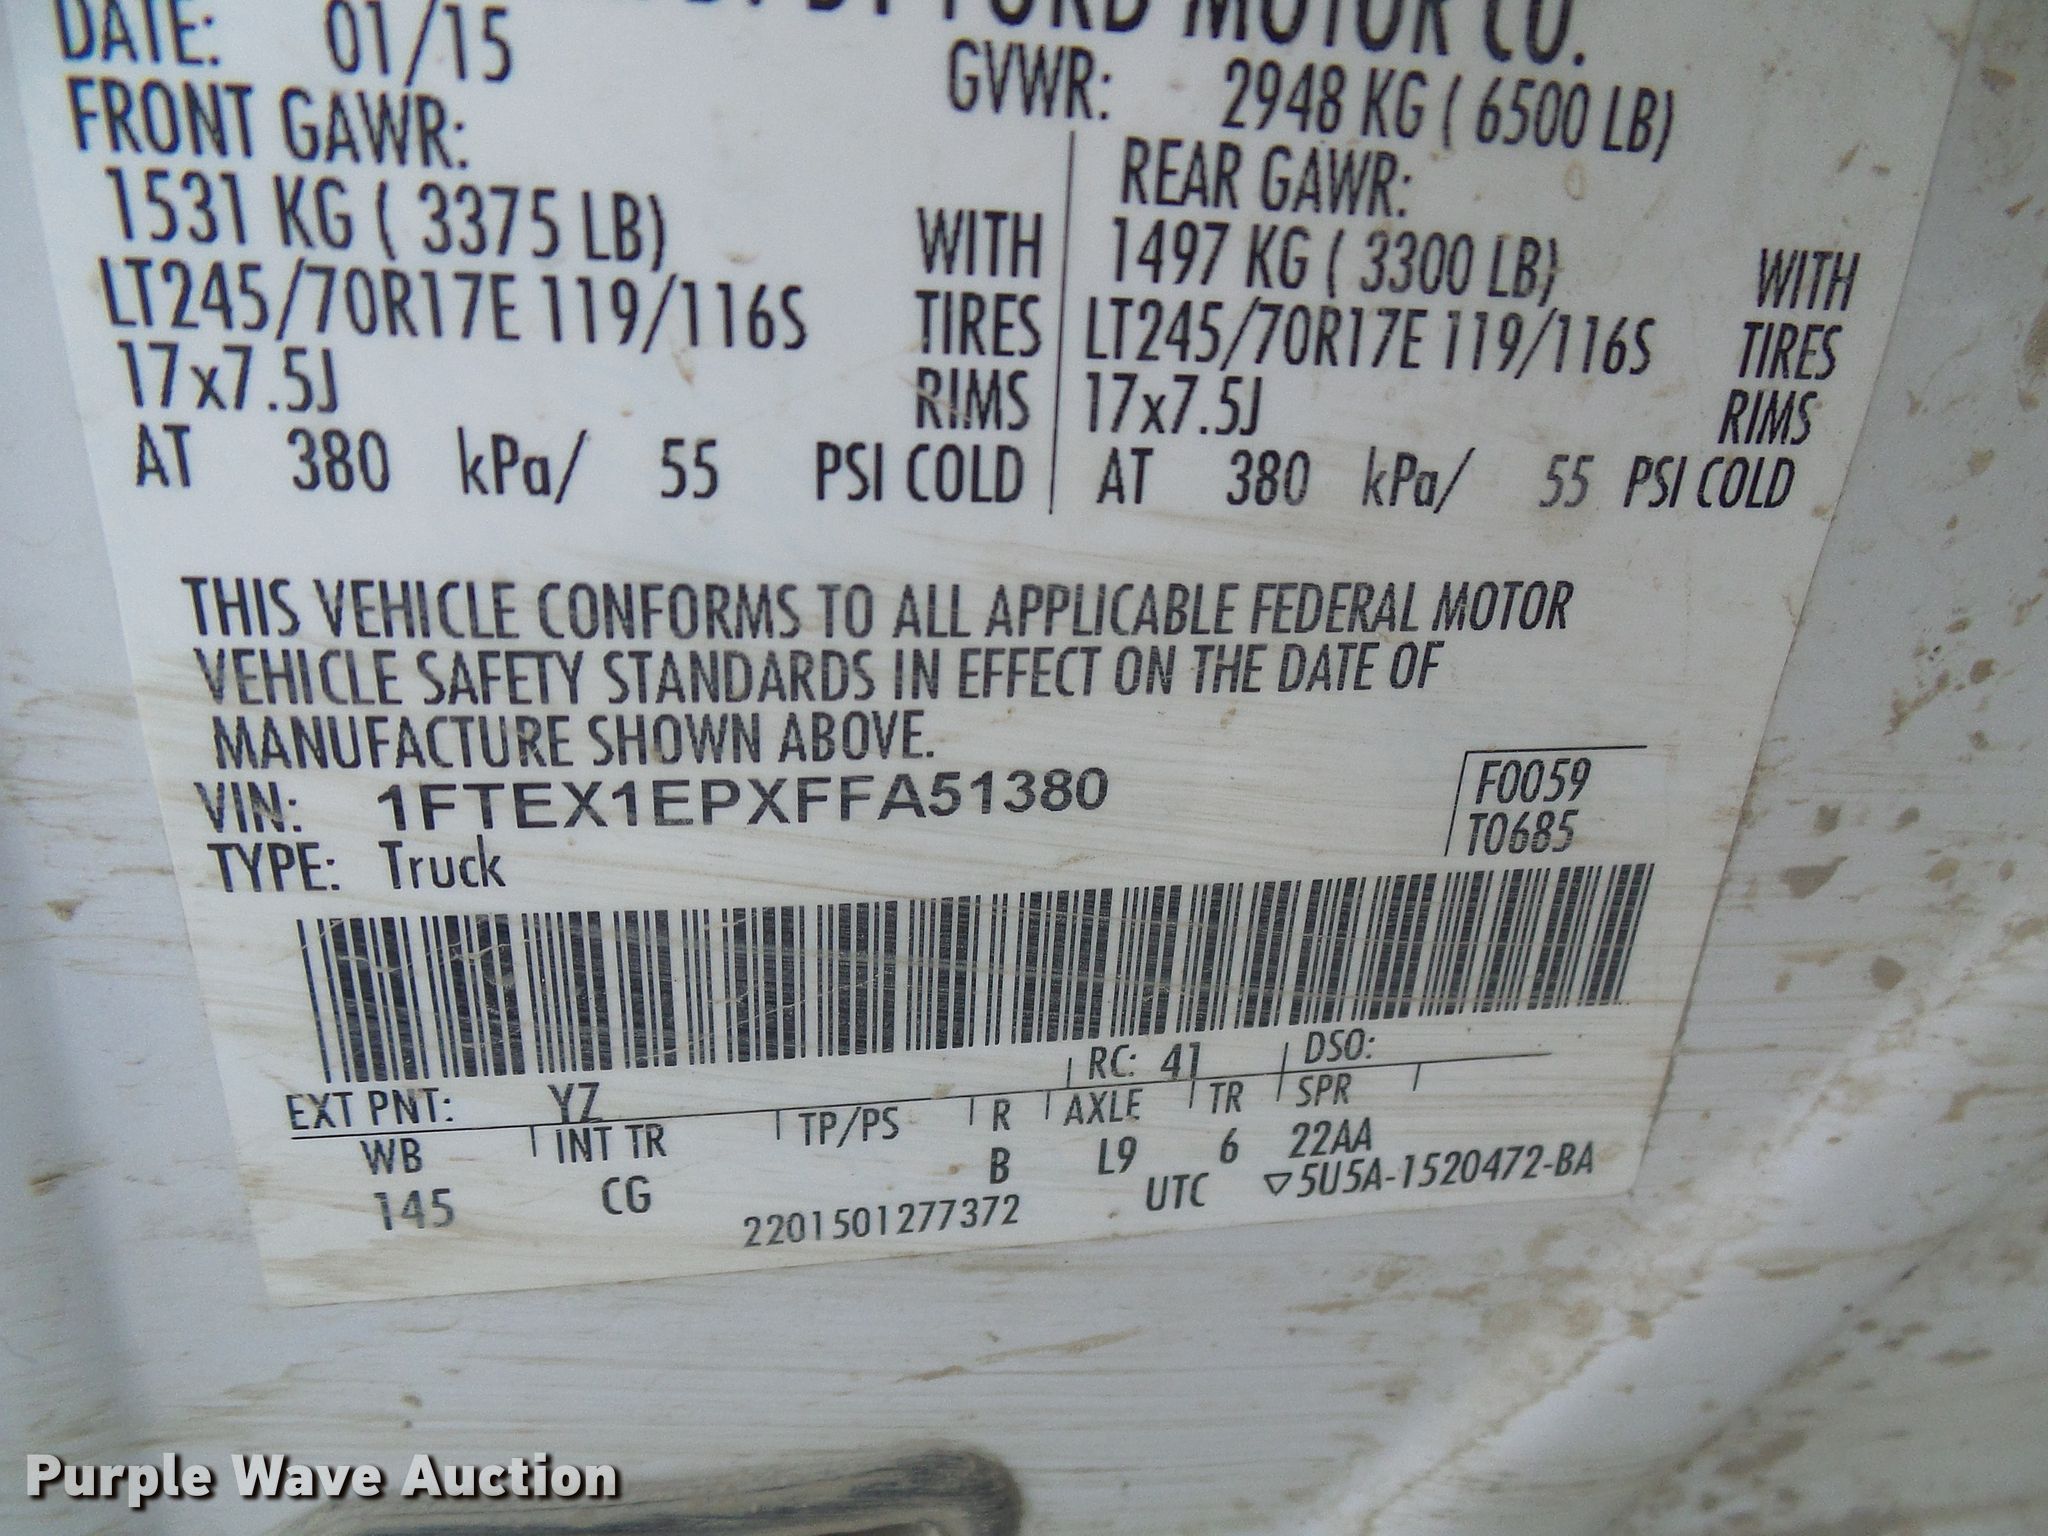 BY FORD MOTOR CO.
DATE: 01/15 GVWR: 2948 KG ( 6500 LB)
FRONT GAWR: REAR GAWR:
1531 KG ( 3375 LB) WITH 1497 KG ( 3300 LB) WITH
LT245/70R17E 119/116S TIRES LT245/70R17E 119/116S TIRES
17x7.5J RIMS 17x7.5J RIMS
AT 380 kPa/ 55 PSI COLD AT 380 kPa/ 55 PSI COLD
THIS VEHICLE CONFORMS TO ALL APPLICABLE FEDERAL MOTOR
VEHICLE SAFETY STANDARDS IN EFFECT ON THE DATE OF
MANUFACTURE SHOWN ABOVE.
VIN: 1FTEX1EPXFFA51380 F0059
TYPE: Truck T0685
EXT PNT: YZ RC: 41 DSO:
WB INT TR TP/PS R AXLE TR SPR
145 CG B L9 6 22AA
2201501277372 UTC ▽5U5A-1520472-BA
Purple Wave Auction